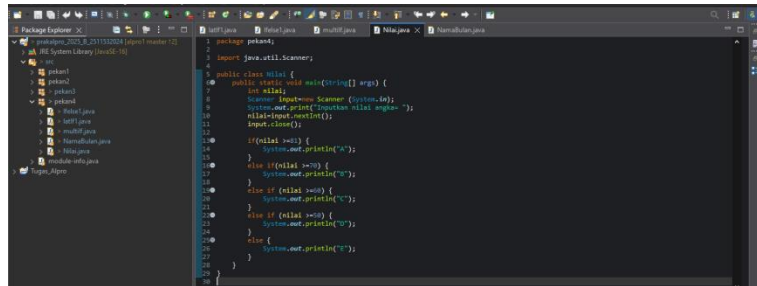 Package Explorer
prakalpro_2025_B_2511532024 [alpro1 master ↑2]
JRE System Library [JavaSE-16]
> src
pekan1
pekan2
> pekan3
> pekan4
> Ifelse1.java
> latIf1.java
> multiIf.java
> NamaBulan.java
> Nilai.java
module-info.java
Tugas_Alpro
latIf1.java Ifelse1.java multiIf.java Nilai.java NamaBulan.java
1 package pekan4;
2
3 import java.util.Scanner;
4
5 public class Nilai {
6 public static void main(String[] args) {
7 int nilai;
8 Scanner input=new Scanner (System.in);
9 System.out.print("Inputkan nilai angka= ");
10 nilai=input.nextInt();
11 input.close();
12
13 if(nilai >=81) {
14 System.out.println("A");
15 }
16 else if(nilai >=70) {
17 System.out.println("B");
18 }
19 else if (nilai >=60) {
20 System.out.println("C");
21 }
22 else if (nilai >=50) {
23 System.out.println("D");
24 }
25 else {
26 System.out.println("E");
27 }
28 }
29 }
30